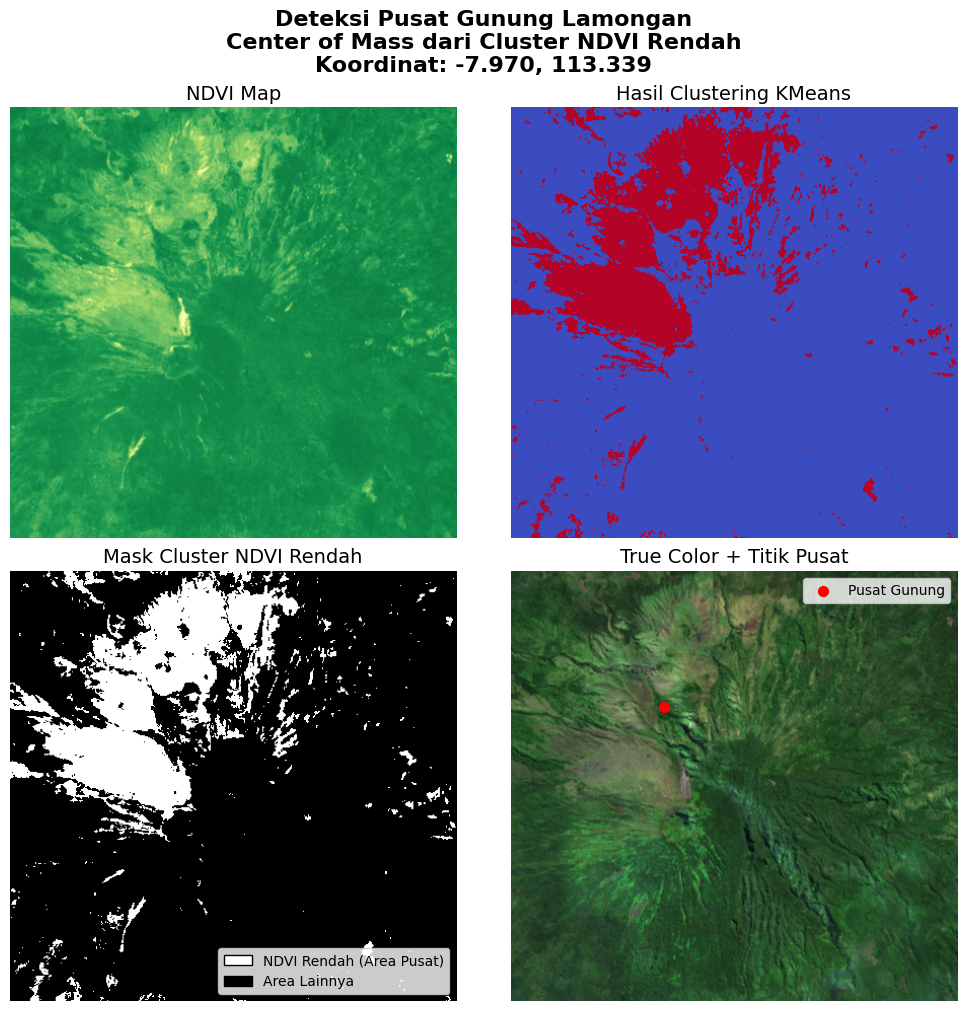 Deteksi Pusat Gunung Lamongan
Center of Mass dari Cluster NDVI Rendah
Koordinat: -7.970, 113.339
NDVI Map
Hasil Clustering KMeans
Mask Cluster NDVI Rendah
NDVI Rendah (Area Pusat)
Area Lainnya
True Color + Titik Pusat
Pusat Gunung